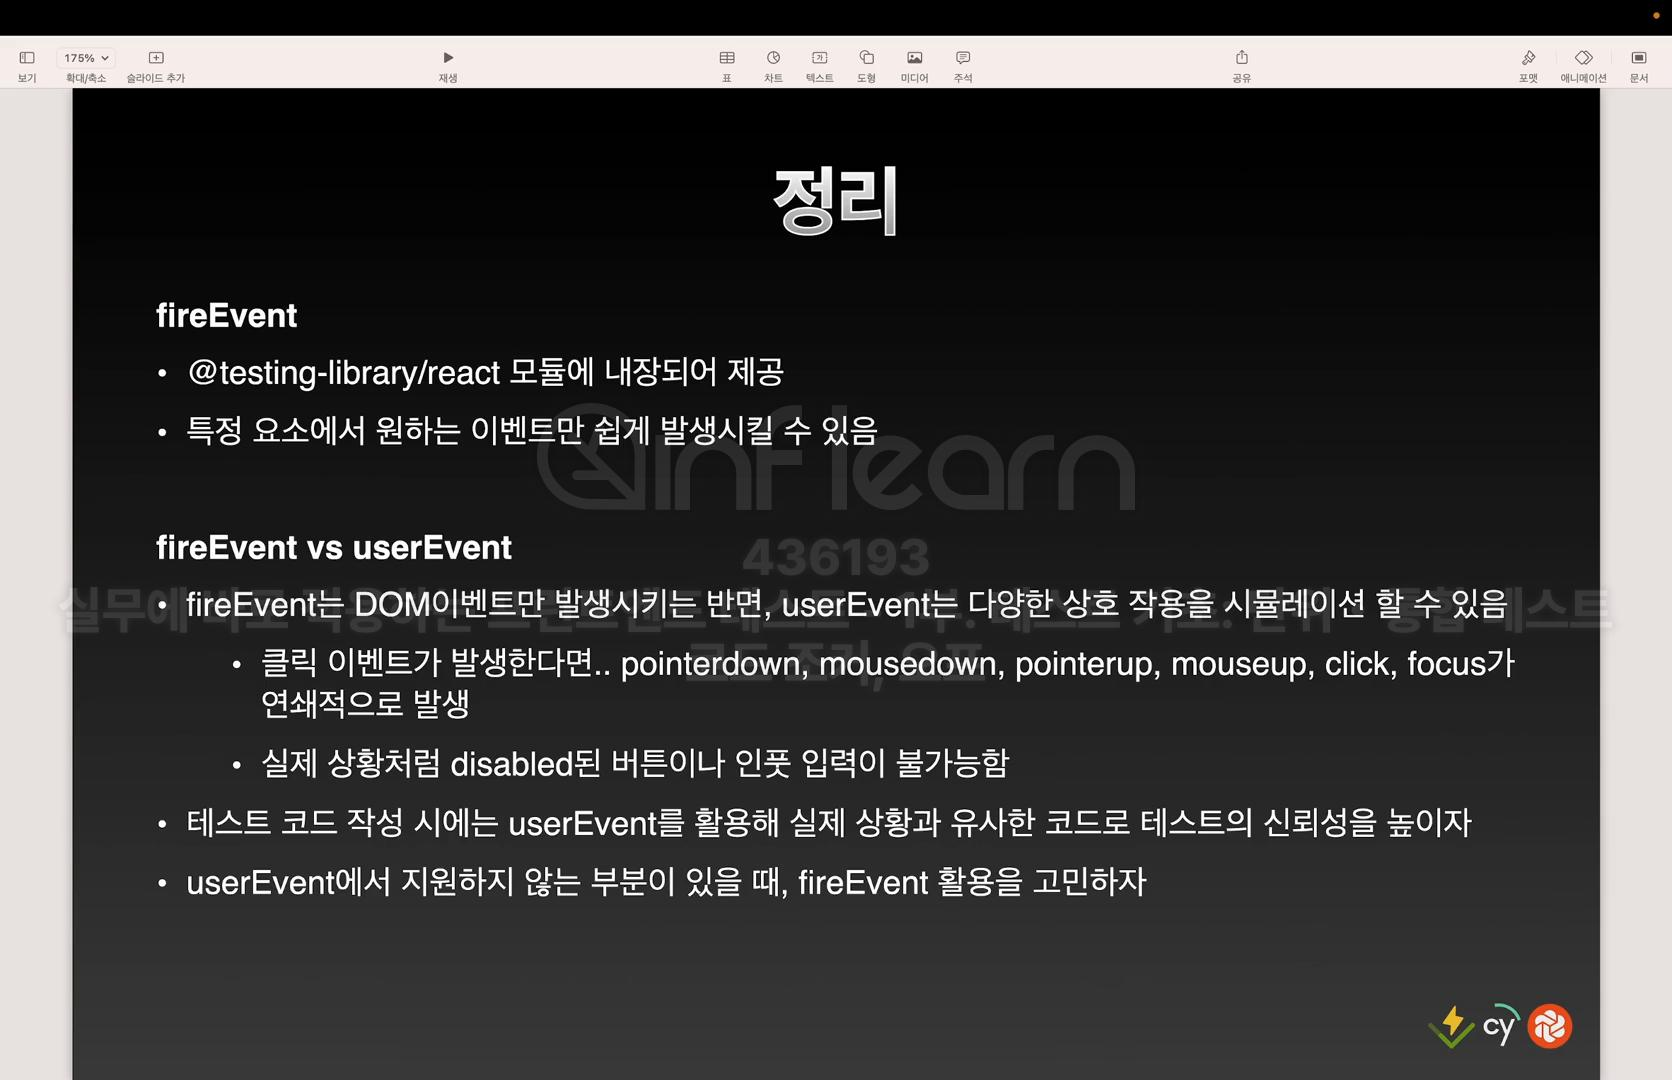 175%
보기
확대/축소
슬라이드 추가
재생
표
차트
텍스트
도형
미디어
주석
공유
포맷
애니메이션
문서
정리
fireEvent
• @testing-library/react 모듈에 내장되어 제공
• 특정 요소에서 원하는 이벤트만 쉽게 발생시킬 수 있음
inflearn
fireEvent vs userEvent
436193
• fireEvent는 DOM이벤트만 발생시키는 반면, userEvent는 다양한 상호 작용을 시뮬레이션 할 수 있음
• 클릭 이벤트가 발생한다면.. pointerdown, mousedown, pointerup, mouseup, click, focus가
연쇄적으로 발생
• 실제 상황처럼 disabled된 버튼이나 인풋 입력이 불가능함
• 테스트 코드 작성 시에는 userEvent를 활용해 실제 상황과 유사한 코드로 테스트의 신뢰성을 높이자
• userEvent에서 지원하지 않는 부분이 있을 때, fireEvent 활용을 고민하자
cy